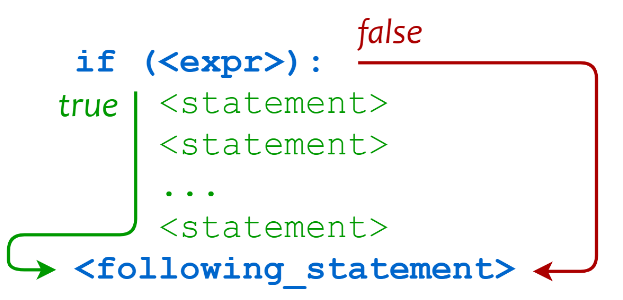 false
if (<expr>):
true <statement>
<statement>
...
<statement>
<following_statement>